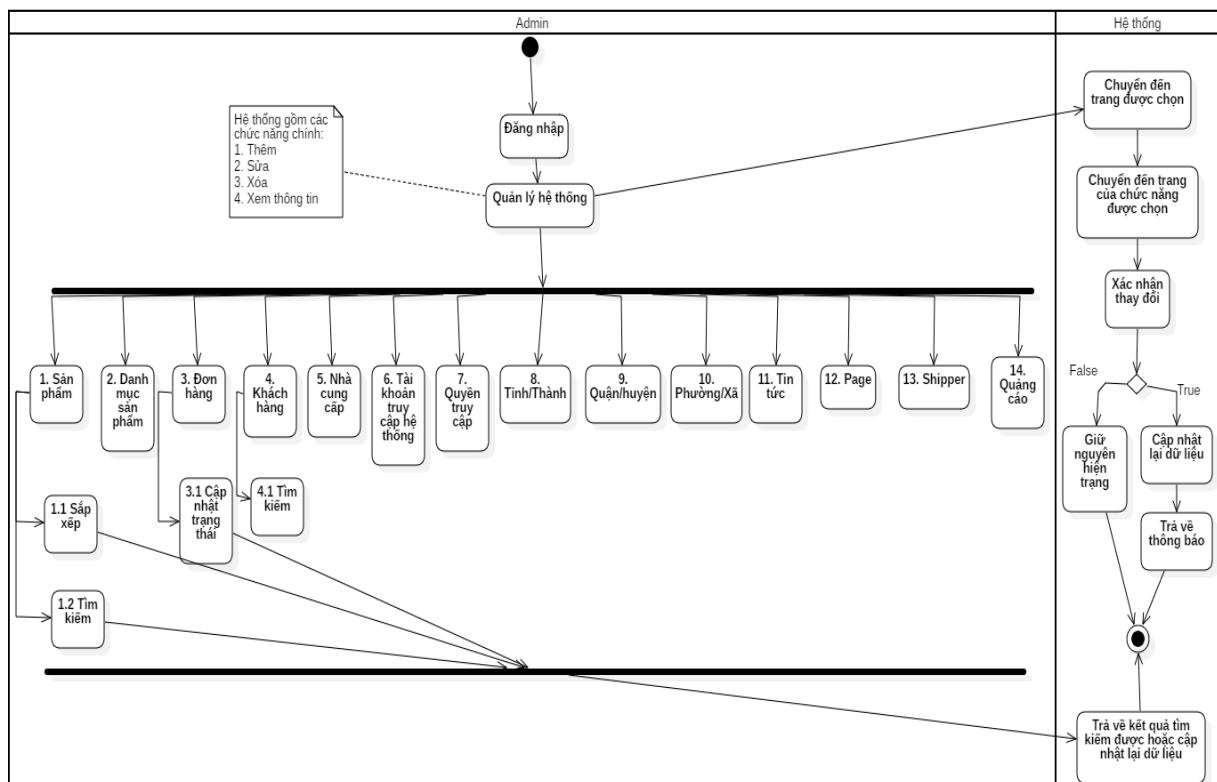 Admin
Hệ thống
Hệ thống gồm các
chức năng chính:
1. Thêm
2. Sửa
3. Xóa
4. Xem thông tin
Đăng nhập
Quản lý hệ thống
Chuyển đến
trang được chọn
Chuyển đến trang
của chức năng
được chọn
Xác nhận
thay đổi
False
True
Giữ
nguyên
hiện
trạng
Cập nhật
lại dữ liệu
Trả về
thông báo
1. Sản
phẩm
2. Danh
mục
sản
phẩm
3. Đơn
hàng
4.
Khách
hàng
5. Nhà
cung
cấp
6. Tài
khoản
truy
cập hệ
thống
7.
Quyền
truy
cập
8.
Tỉnh/Thành
9.
Quận/huyện
10.
Phường/Xã
11. Tin
tức
12. Page
13. Shipper
14.
Quảng
cáo
1.1 Sắp
xếp
3.1 Cập
nhật
trạng
thái
4.1 Tìm
kiếm
1.2 Tìm
kiếm
Trả về kết quả tìm
kiếm được hoặc cập
nhật lại dữ liệu